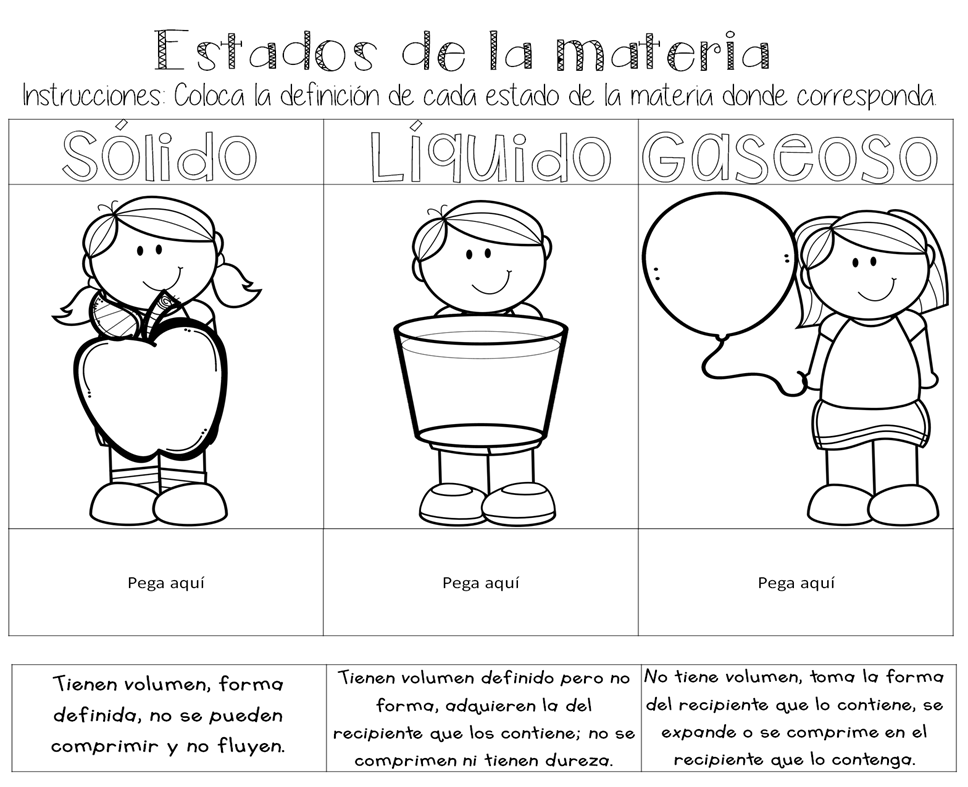 Estados de la materia
Instrucciones: Coloca la definición de cada estado de la materia donde corresponda.
Sólido
Líquido
Gaseoso
Pega aquí
Pega aquí
Pega aquí
Tienen volumen, forma
definida, no se pueden
comprimir y no fluyen.
Tienen volumen definido pero no
forma, adquieren la del
recipiente que los contiene; no se
comprimen ni tienen dureza.
No tiene volumen, toma la forma
del recipiente que lo contiene, se
expande o se comprime en el
recipiente que lo contenga.